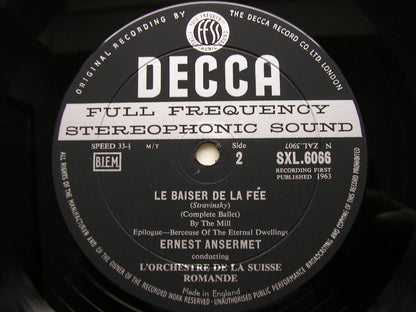 ORIGINAL RECORDING BY
THE DECCA RECORD CO. LTD.
FULL FREQUENCY
ffss
DECCA
FULL FREQUENCY
STEREOPHONIC SOUND
SPEED 33⅓ M/T
Side
2
N ZAL.5907
BIEM
SXL.6066
RECORDING FIRST
PUBLISHED 1963
LE BAISER DE LA FÉE
(Stravinsky)
(Complete Ballet)
By The Mill
Epilogue—Berceuse Of The Eternal Dwellings
ERNEST ANSERMET
conducting
L'ORCHESTRE DE LA SUISSE
ROMANDE
Made in England
ALL RIGHTS OF THE MANUFACTURER AND OF THE OWNER OF THE RECORDED WORK RESERVED · UNAUTHORISED PUBLIC PERFORMANCE BROADCASTING AND COPYING OF THIS RECORD PROHIBITED